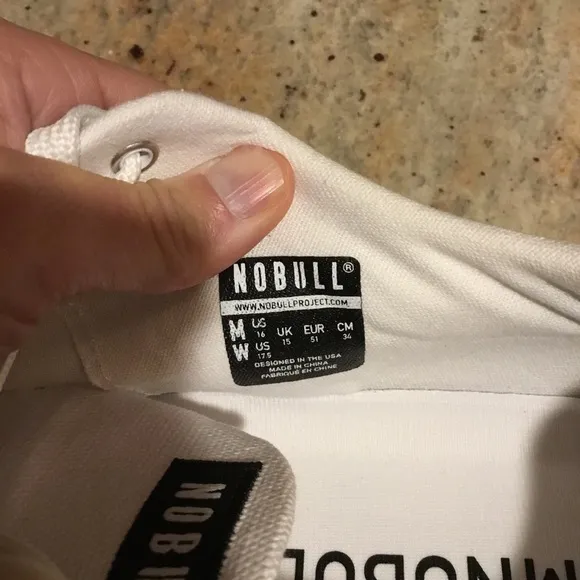 NOBULL®
WWW.NOBULLPROJECT.COM
M US 16 UK 15 EUR 51 CM 34
W US 17.5
DESIGNED IN THE USA
MADE IN CHINA
FABRIQUÉ EN CHINE
NOBU